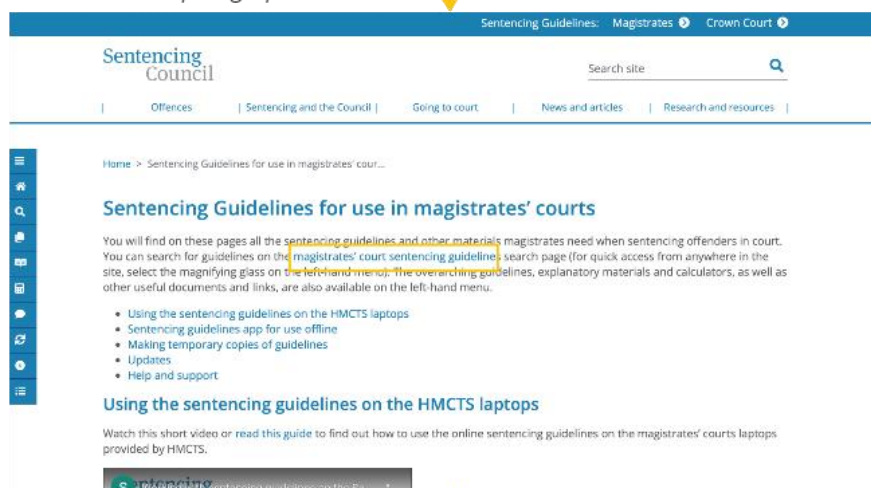 Sentencing Guidelines: Magistrates Crown Court
Sentencing
Council
Search site
Offences | Sentencing and the Council | Going to court | News and articles | Research and resources |
Home > Sentencing Guidelines for use in magistrates' cour...
Sentencing Guidelines for use in magistrates' courts
You will find on these pages all the sentencing guidelines and other materials magistrates need when sentencing offenders in court.
You can search for guidelines on the magistrates' court sentencing guidelines search page (for quick access from anywhere in the
site, select the magnifying glass on the left-hand menu). The overarching guidelines, explanatory materials and calculators, as well as
other useful documents and links, are also available on the left-hand menu.
• Using the sentencing guidelines on the HMCTS laptops
• Sentencing guidelines app for use offline
• Making temporary copies of guidelines
• Updates
• Help and support
Using the sentencing guidelines on the HMCTS laptops
Watch this short video or read this guide to find out how to use the online sentencing guidelines on the magistrates' courts laptops
provided by HMCTS.
S
Sentencing